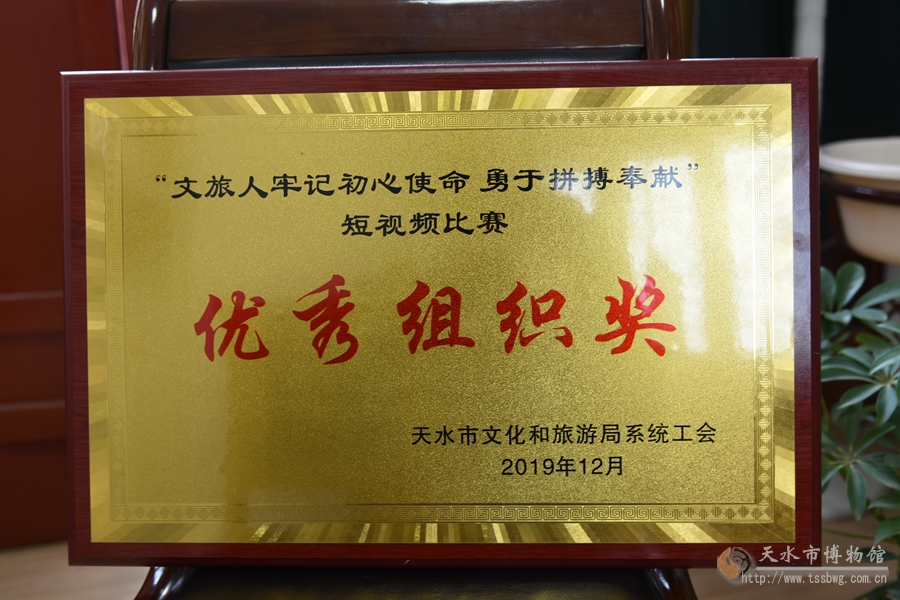 “文旅人牢记初心使命 勇于拼搏奉献”
短视频比赛
优秀组织奖
天水市文化和旅游局系统工会
2019年12月
天水市博物馆
http://www.tssbwg.com.cn